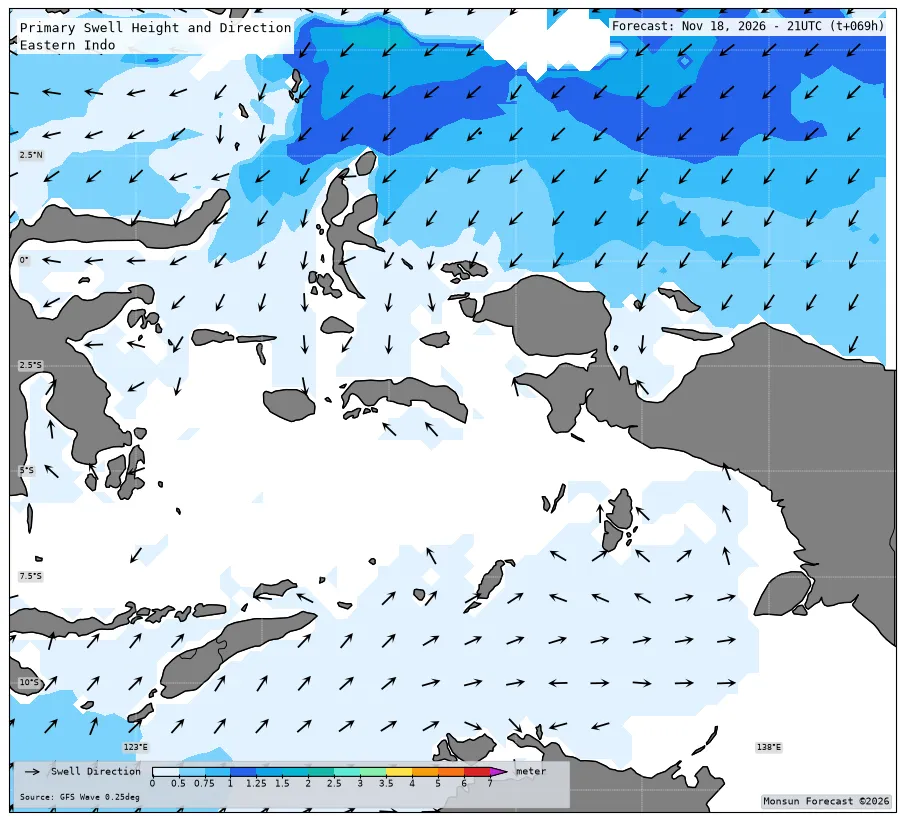 Primary Swell Height and Direction
Eastern Indo
Forecast: Nov 18, 2026 - 21UTC (t+069h)
2.5°N
0°
2.5°S
5°S
7.5°S
10°S
123°E
138°E
Swell Direction
meter
0 0.5 0.75 1 1.25 1.5 2 2.5 3 3.5 4 5 6 7
Source: GFS Wave 0.25deg
Monsun Forecast ©2026